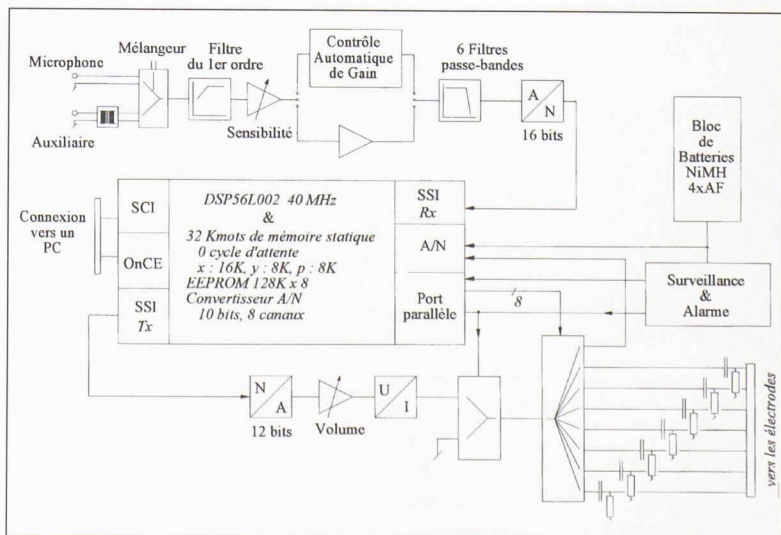 Mélangeur
Microphone
Auxiliaire
Filtre
du 1er ordre
Sensibilité
Contrôle
Automatique
de Gain
6 Filtres
passe-bandes
A
N
16 bits
Bloc
de
Batteries
NiMH
4xAF
Connexion
vers un
PC
SCI
OnCE
SSI
Tx
DSP56L002 40 MHz
&
32 Kmots de mémoire statique
0 cycle d'attente
x : 16K, y : 8K, p : 8K
EEPROM 128K x 8
Convertisseur A/N
10 bits, 8 canaux
SSI
Rx
A/N
Port
parallèle
8
Surveillance
&
Alarme
N
A
12 bits
Volume
U
I
vers les électrodes